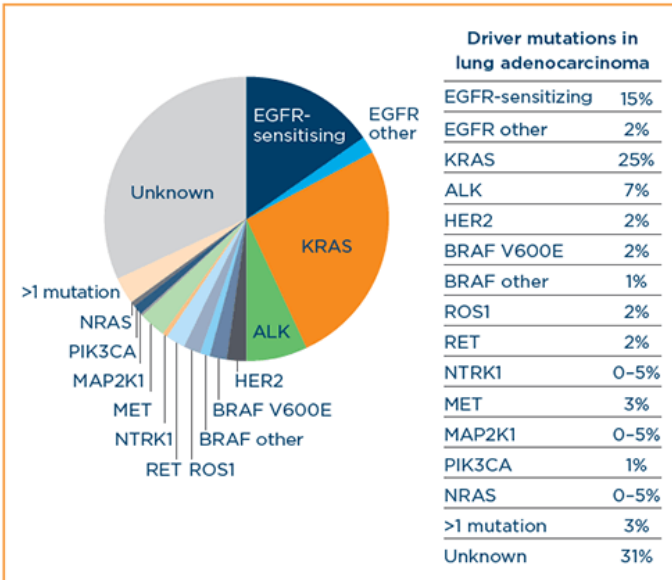 EGFR-
sensitising
EGFR
other
Unknown
KRAS
ALK
>1 mutation
NRAS
PIK3CA
MAP2K1
MET
NTRK1
RET
ROS1
BRAF other
BRAF V600E
HER2
Driver mutations in
lung adenocarcinoma
EGFR-sensitizing 15%
EGFR other 2%
KRAS 25%
ALK 7%
HER2 2%
BRAF V600E 2%
BRAF other 1%
ROS1 2%
RET 2%
NTRK1 0–5%
MET 3%
MAP2K1 0–5%
PIK3CA 1%
NRAS 0–5%
>1 mutation 3%
Unknown 31%